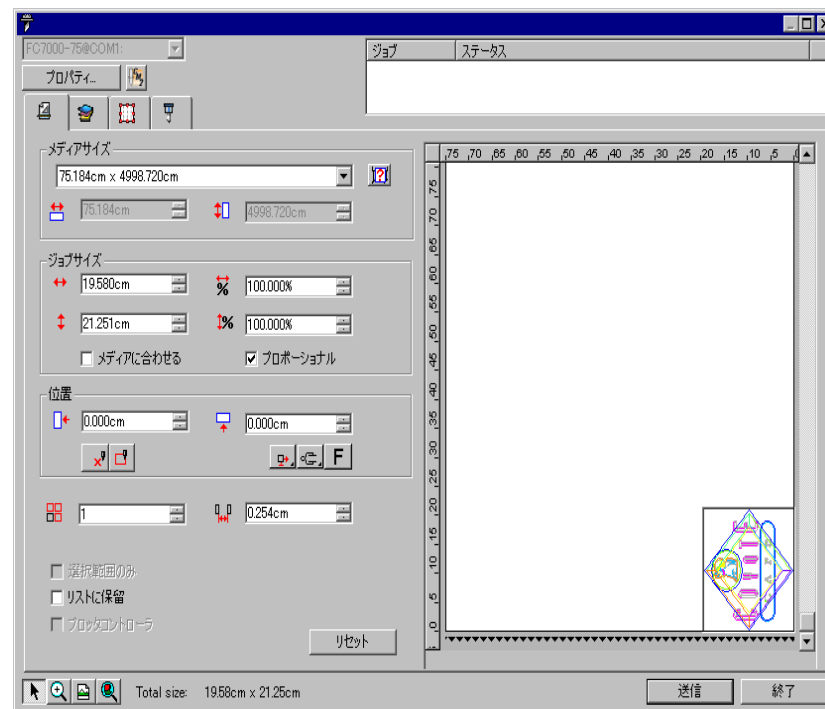 FC7000-75@COM1:
ジョブ ステータス
プロパティ...
メディアサイズ
75.184cm x 4998.720cm
75.184cm 4998.720cm
ジョブサイズ
19.580cm % 100.000%
21.251cm % 100.000%
メディアに合わせる プロポーショナル
位置
0.000cm 0.000cm
F
1 0.254cm
選択範囲のみ
リストに保留
プロッタコントローラ
リセット
75 70 65 60 55 50 45 40 35 30 25 20 15 10 5
75
70
65
60
55
50
45
40
35
30
25
20
15
10
5
0
COYOTE
CAFE
Total size: 19.58cm x 21.25cm
送信 終了